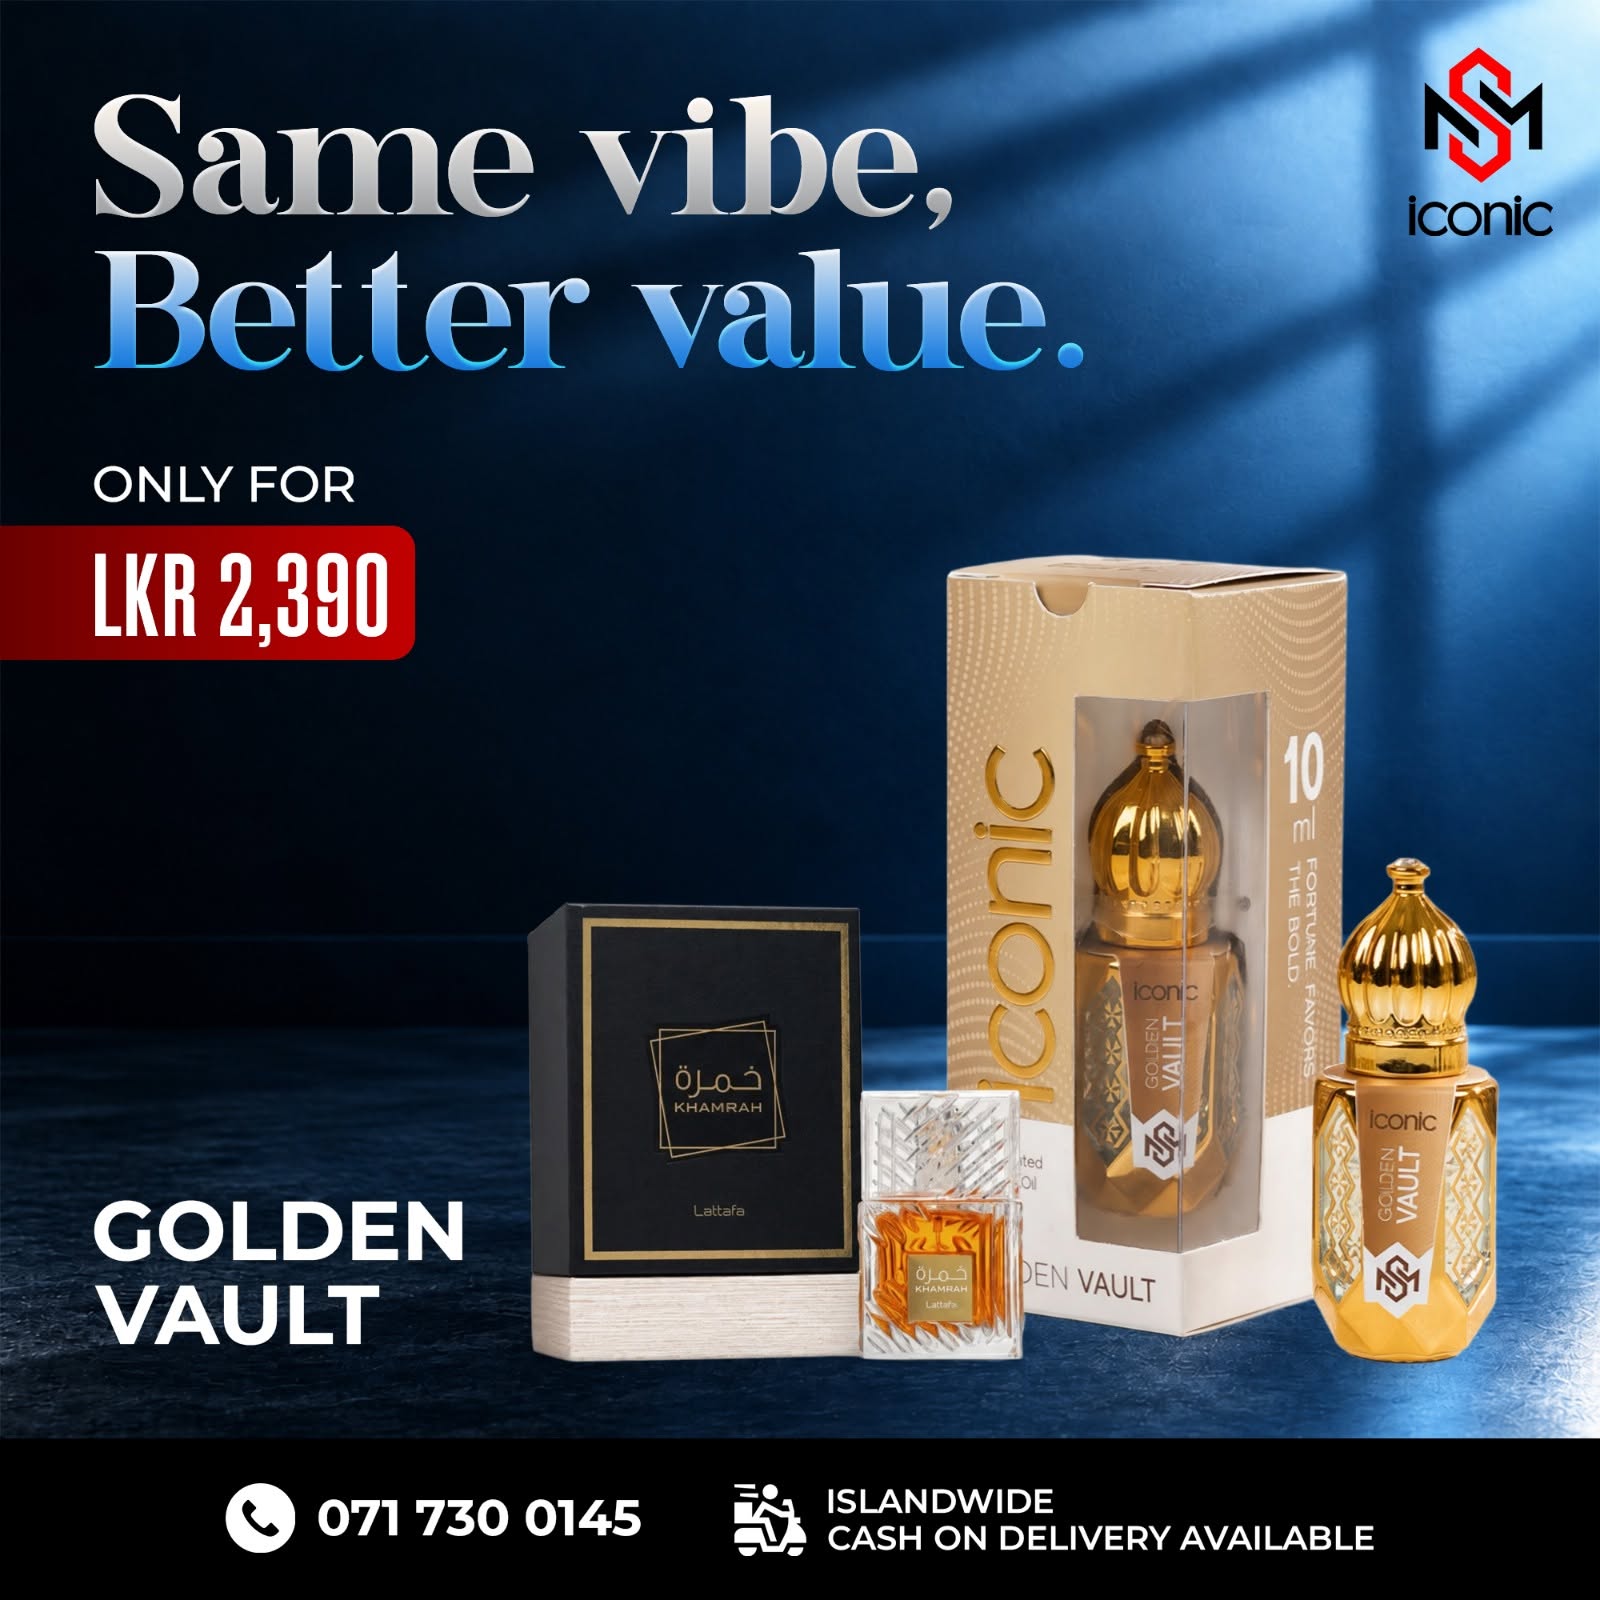 Same vibe,
Better value.
SM
iconic
ONLY FOR
LKR 2,390
iconic
10 ml
FORTUNE FAVORS
THE BOLD
iconic
GOLDEN
VAULT
Oil
VAULT
خمرة
KHAMRAH
Lattafa
خمرة
KHAMRAH
Lattafa
iconic
GOLDEN
VAULT
GOLDEN
VAULT
071 730 0145
ISLANDWIDE
CASH ON DELIVERY AVAILABLE